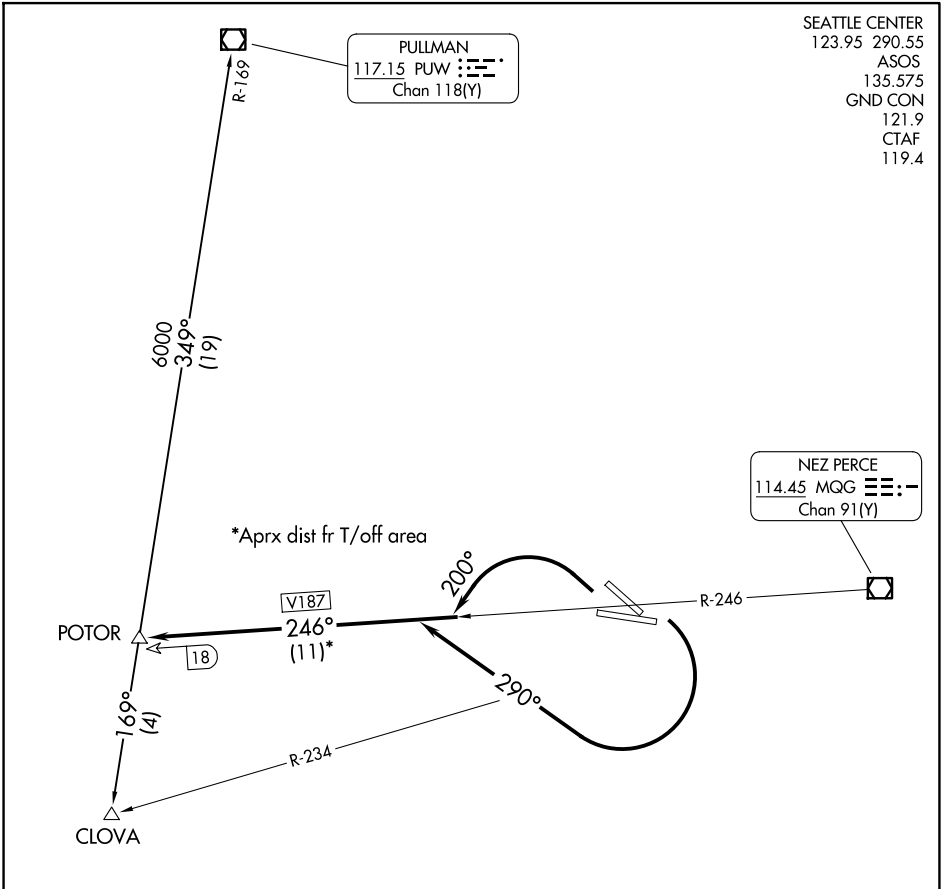 SEATTLE CENTER
123.95 290.55
ASOS
135.575
GND CON
121.9
CTAF
119.4
PULLMAN
117.15 PUW
Chan 118(Y)
R-169
6000
349°
(19)
NEZ PERCE
114.45 MQG
Chan 91(Y)
*Aprx dist fr T/off area
200°
R-246
V187
246°
(11)*
POTOR
18
290°
169°
(4)
R-234
CLOVA